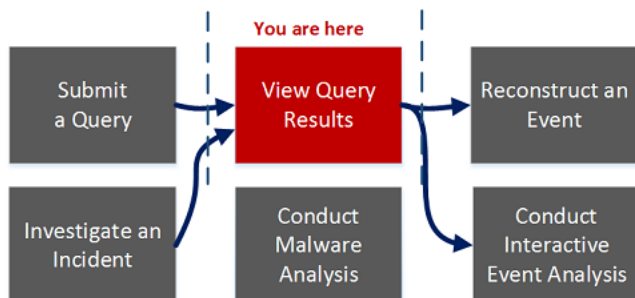 You are here
Submit
a Query
View Query
Results
Reconstruct an
Event
Investigate an
Incident
Conduct
Malware
Analysis
Conduct
Interactive
Event Analysis